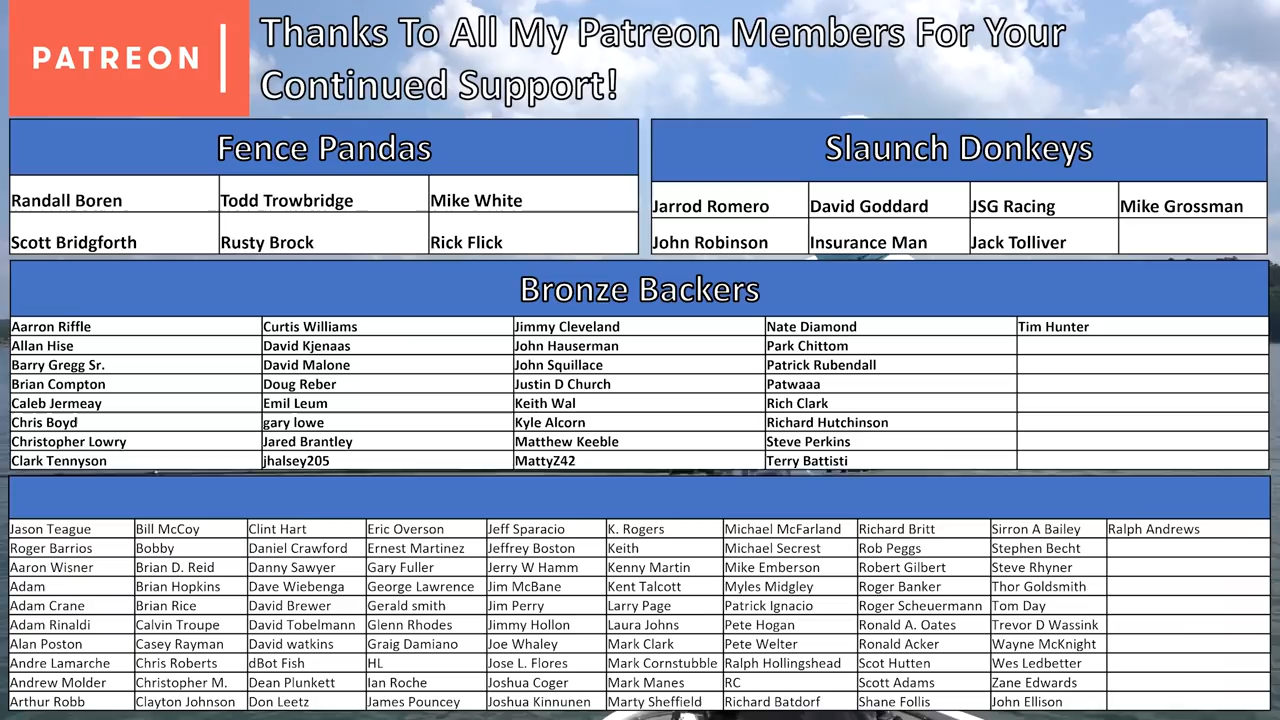 PATREON
Thanks To All My Patreon Members For Your
Continued Support!
Fence Pandas
Randall Boren Todd Trowbridge Mike White
Scott Bridgforth Rusty Brock Rick Flick
Slaunch Donkeys
Jarrod Romero David Goddard JSG Racing Mike Grossman
John Robinson Insurance Man Jack Tolliver
Bronze Backers
Aarron Riffle Curtis Williams Jimmy Cleveland Nate Diamond Tim Hunter
Allan Hise David Kjenaas John Hauserman Park Chittom
Barry Gregg Sr. David Malone John Squillace Patrick Rubendall
Brian Compton Doug Reber Justin D Church Patwaaa
Caleb Jermeay Emil Leum Keith Wal Rich Clark
Chris Boyd gary lowe Kyle Alcorn Richard Hutchinson
Christopher Lowry Jared Brantley Matthew Keeble Steve Perkins
Clark Tennyson jhalsey205 MattyZ42 Terry Battisti
Jason Teague Bill McCoy Clint Hart Eric Overson Jeff Sparacio K. Rogers Michael McFarland Richard Britt Sirron A Bailey Ralph Andrews
Roger Barrios Bobby Daniel Crawford Ernest Martinez Jeffrey Boston Keith Michael Secrest Rob Peggs Stephen Becht
Aaron Wisner Brian D. Reid Danny Sawyer Gary Fuller Jerry W Hamm Kenny Martin Mike Emberson Robert Gilbert Steve Rhyner
Adam Brian Hopkins Dave Wiebenga George Lawrence Jim McBane Kent Talcott Myles Midgley Roger Banker Thor Goldsmith
Adam Crane Brian Rice David Brewer Gerald smith Jim Perry Larry Page Patrick Ignacio Roger Scheuermann Tom Day
Adam Rinaldi Calvin Troupe David Tobelmann Glenn Rhodes Jimmy Hollon Laura Johns Pete Hogan Ronald A. Oates Trevor D Wassink
Alan Poston Casey Rayman David watkins Graig Damiano Joe Whaley Mark Clark Pete Welter Ronald Acker Wayne McKnight
Andre Lamarche Chris Roberts dBot Fish HL Jose L. Flores Mark Cornstubble Ralph Hollingshead Scot Hutten Wes Ledbetter
Andrew Molder Christopher M. Dean Plunkett Ian Roche Joshua Coger Mark Manes RC Scott Adams Zane Edwards
Arthur Robb Clayton Johnson Don Leetz James Pouncey Joshua Kinnunen Marty Sheffield Richard Batdorf Shane Follis John Ellison